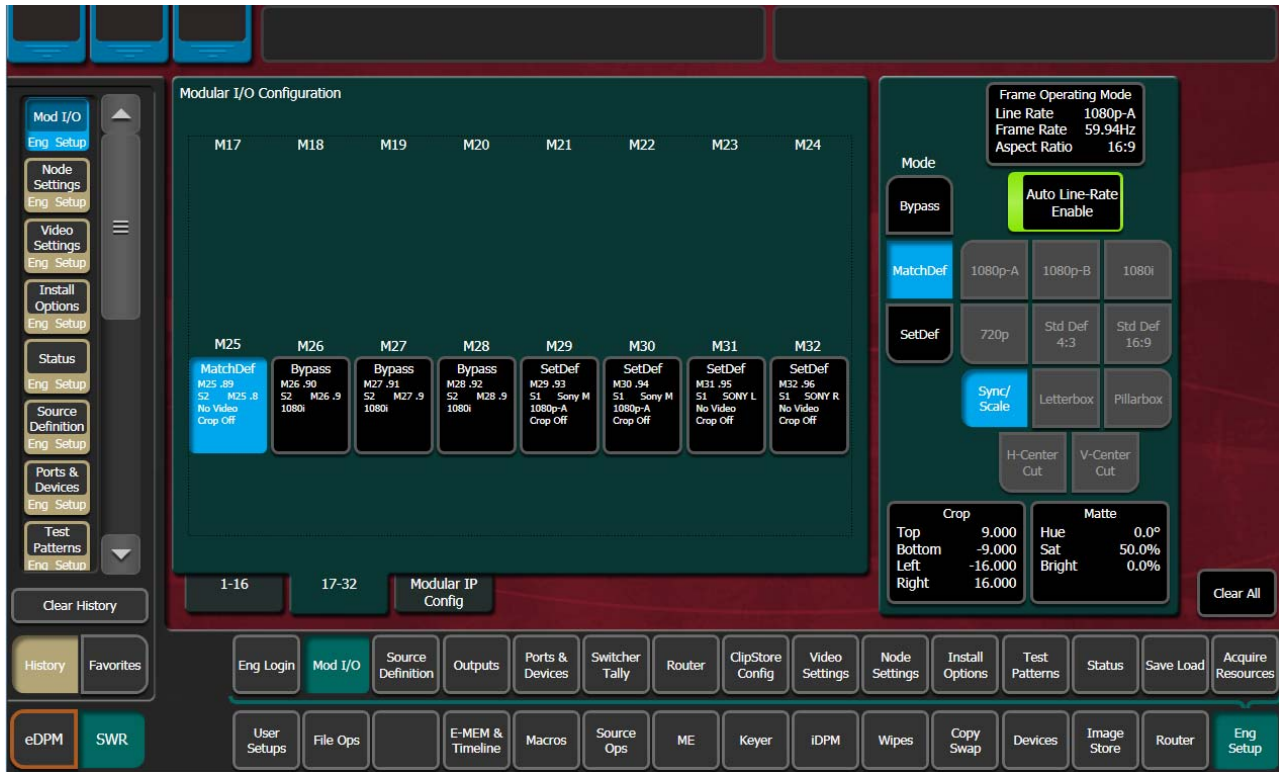 Mod I/O
Eng Setup
Node
Settings
Eng Setup
Video
Settings
Eng Setup
Install
Options
Eng Setup
Status
Eng Setup
Source
Definition
Eng Setup
Ports &
Devices
Eng Setup
Test
Patterns
Eng Setup
Clear History
History
Favorites
eDPM
SWR
Modular I/O Configuration
M17 M18 M19 M20 M21 M22 M23 M24
M25 M26 M27 M28 M29 M30 M31 M32
MatchDef
M25 .89
S2 M25 .8
No Video
Crop Off
Bypass
M26 .90
S2 M26 .9
1080i
Bypass
M27 .91
S2 M27 .9
1080i
Bypass
M28 .92
S2 M28 .9
1080i
SetDef
M29 .93
S1 Sony M
1080p-A
Crop Off
SetDef
M30 .94
S1 Sony M
1080p-A
Crop Off
SetDef
M31 .95
S1 SONY L
No Video
Crop Off
SetDef
M32 .96
S1 SONY R
No Video
Crop Off
1-16
17-32
Modular IP
Config
Frame Operating Mode
Line Rate 1080p-A
Frame Rate 59.94Hz
Aspect Ratio 16:9
Mode
Bypass
Auto Line-Rate
Enable
MatchDef
1080p-A
1080p-B
1080i
SetDef
720p
Std Def
4:3
Std Def
16:9
Sync/
Scale
Letterbox
Pillarbox
H-Center
Cut
V-Center
Cut
Crop
Top 9.000
Bottom -9.000
Left -16.000
Right 16.000
Matte
Hue 0.0°
Sat 50.0%
Bright 0.0%
Clear All
Eng Login
Mod I/O
Source
Definition
Outputs
Ports &
Devices
Switcher
Tally
Router
ClipStore
Config
Video
Settings
Node
Settings
Install
Options
Test
Patterns
Status
Save Load
Acquire
Resources
User
Setups
File Ops
E-MEM &
Timeline
Macros
Source
Ops
ME
Keyer
iDPM
Wipes
Copy
Swap
Devices
Image
Store
Router
Eng
Setup